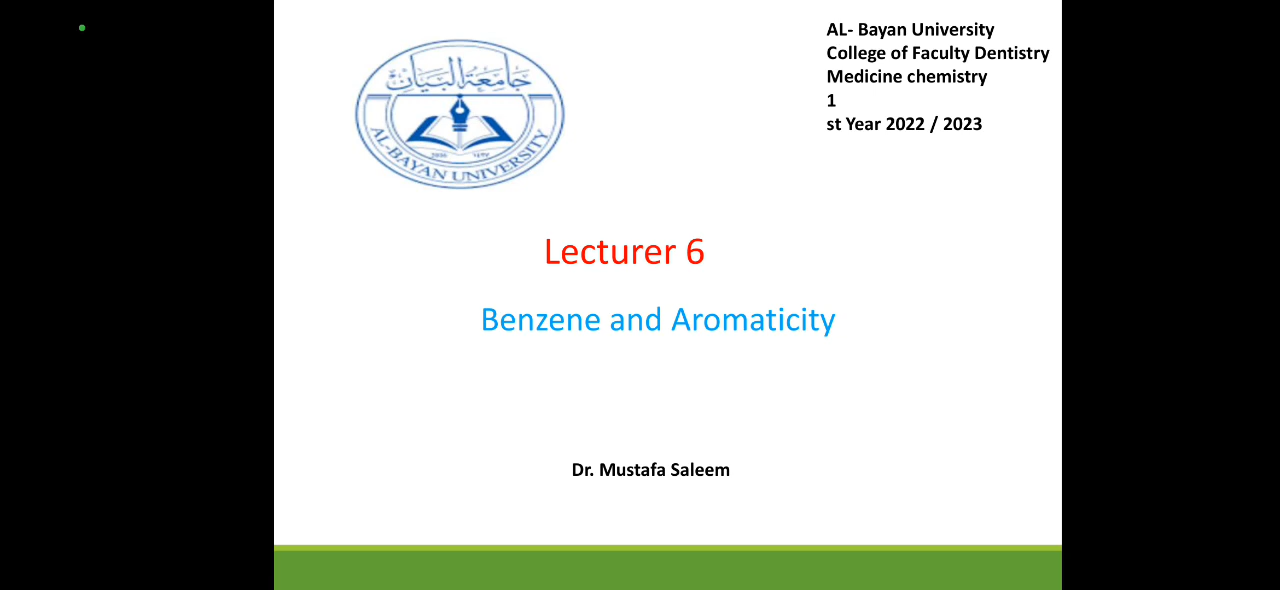 AL- Bayan University
College of Faculty Dentistry
Medicine chemistry
1
st Year 2022 / 2023
جامعة البيان
AL-BAYAN UNIVERSITY
Lecturer 6
Benzene and Aromaticity
Dr. Mustafa Saleem